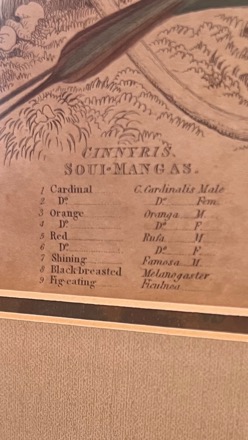 CINNYRIS.
SOUI-MANGAS.
1 Cardinal C. Cardinalis Male
2 Do. Do. Fem.
3 Orange Oranga M.
4 Do. Do. F.
5 Red Rufa M
6 Do. Do. F.
7 Shining Famosa M.
8 Black breasted Melanogaster
9 Fig-eating Ficulnea